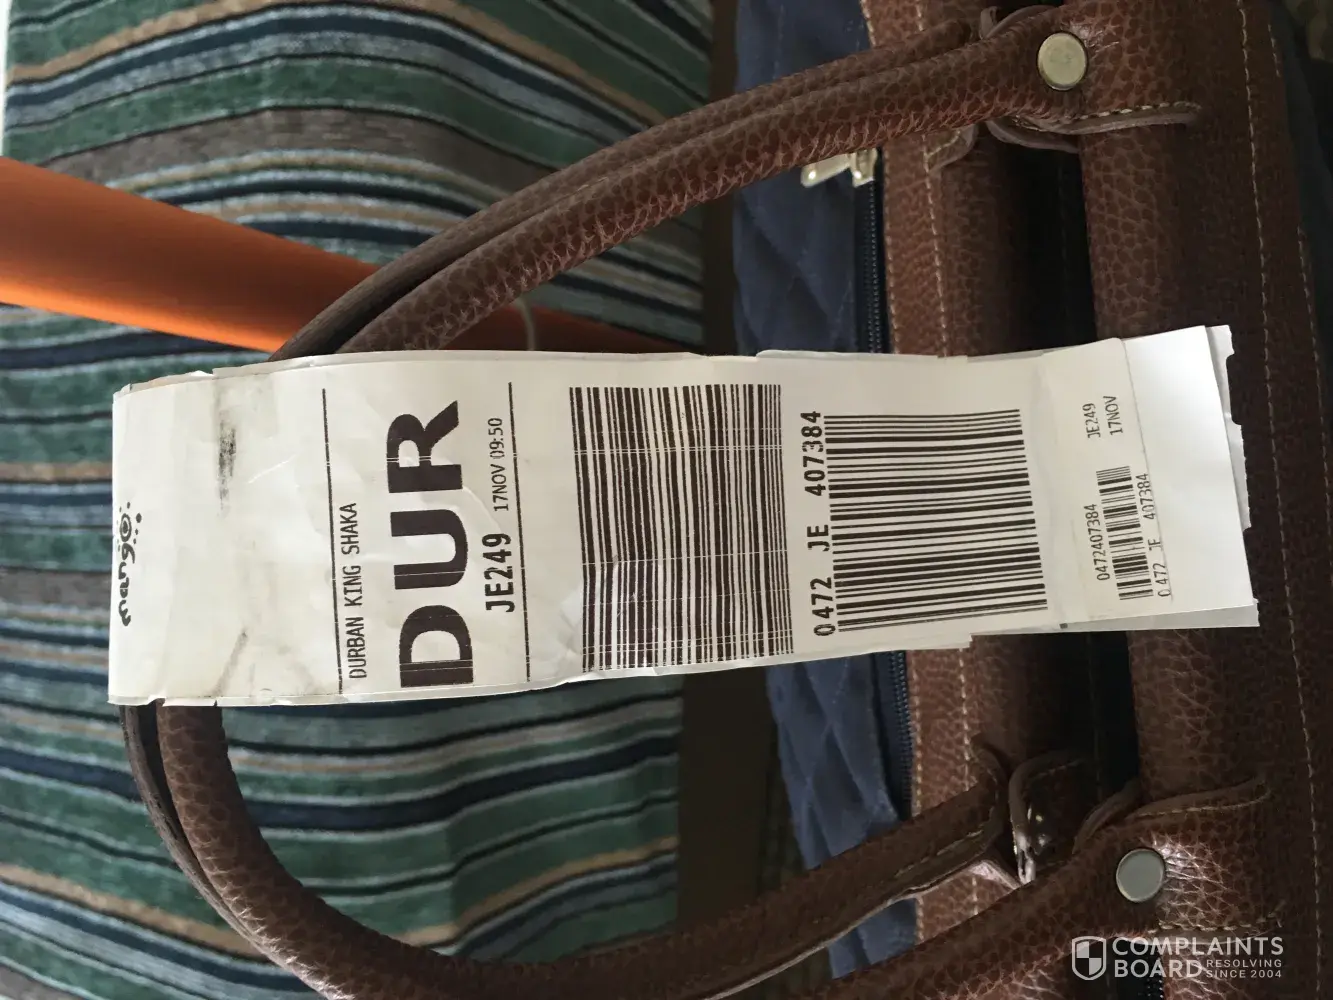 mango
DURBAN KING SHAKA
DUR
JE249 17NOV 09:50
0472 JE 407384
0472407384
0472 JE 407384
JE249
17NOV
COMPLAINTS
BOARD RESOLVING
SINCE 2004